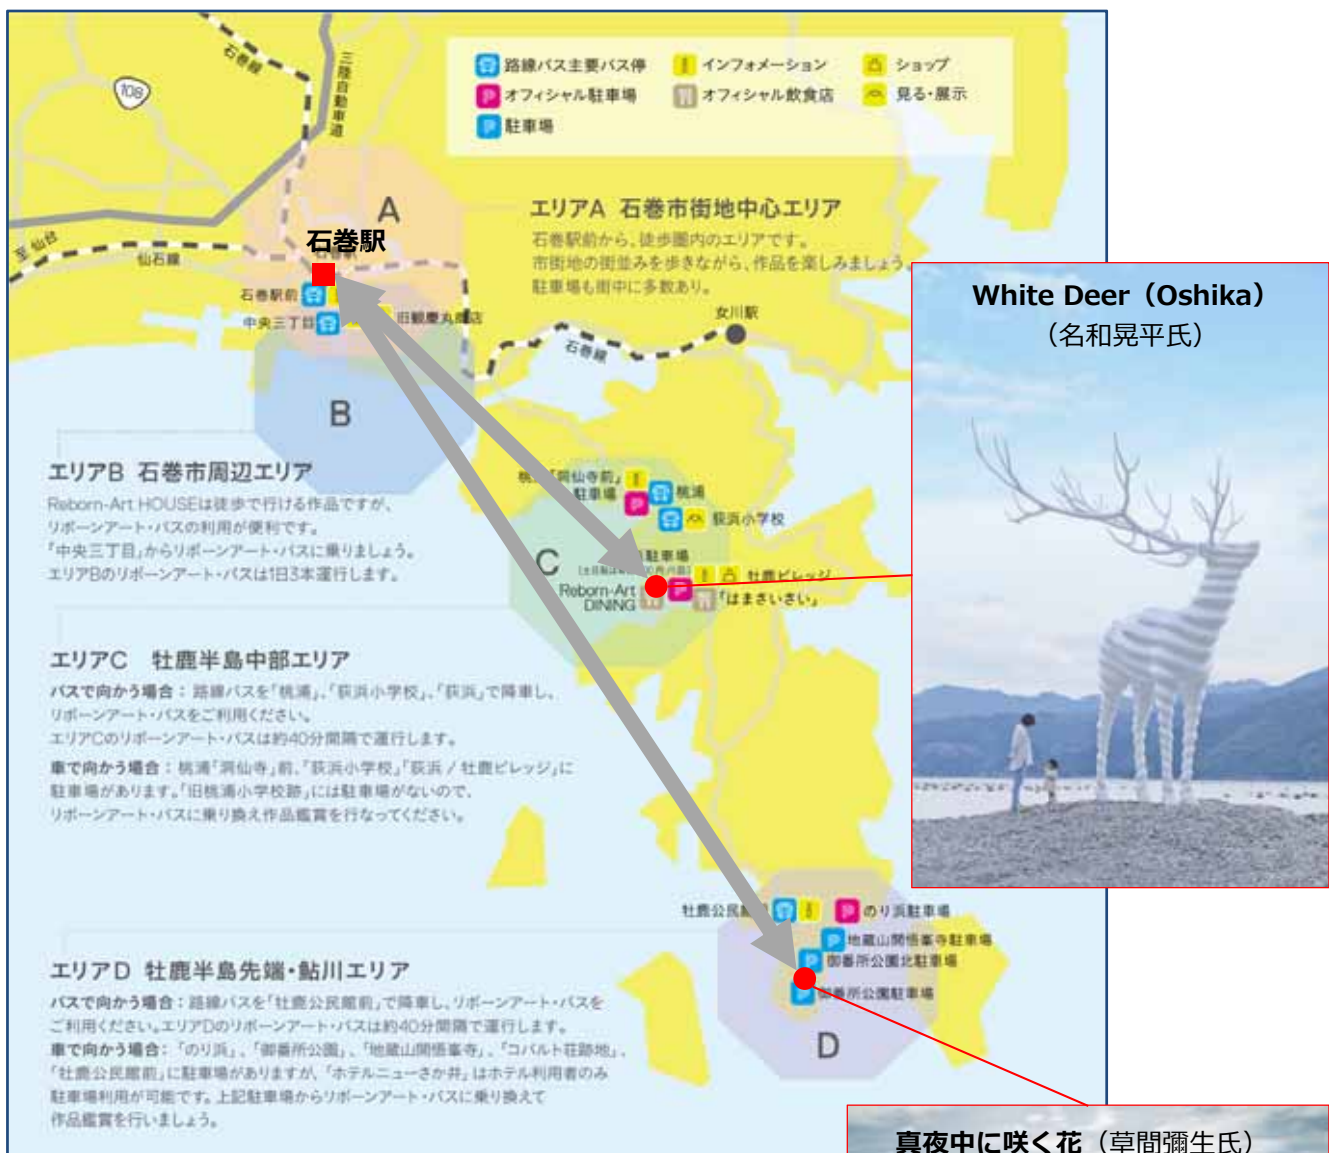 石巻線
三陸自動車道
108
路線バス主要バス停
インフォメーション
ショップ
オフィシャル駐車場
オフィシャル飲食店
見る・展示
駐車場
A
エリアA 石巻市街地中心エリア
石巻駅前から、徒歩圏内のエリアです。
市街地の街並みを歩きながら、作品を楽しみましょう。
駐車場も街中に多数あり。
石巻駅
至 仙台
仙石線
石巻駅前
中央三丁目
旧観慶丸商店
女川駅
石巻線
White Deer（Oshika）
（名和晃平氏）
B
エリアB 石巻市周辺エリア
Reborn-Art HOUSEは徒歩で行ける作品ですが、
リボーンアート・バスの利用が便利です。
「中央三丁目」からリボーンアート・バスに乗りましょう。
エリアBのリボーンアート・バスは1日3本運行します。
「洞仙寺前」
駐車場
桃浦
荻浜小学校
C
駐車場
牡鹿ビレッジ
Reborn-Art
DINING
「はまさいさい」
エリアC 牡鹿半島中部エリア
バスで向かう場合：路線バスを「桃浦」、「荻浜小学校」、「荻浜」で降車し、
リボーンアート・バスをご利用ください。
エリアCのリボーンアート・バスは約40分間隔で運行します。
車で向かう場合：桃浦「洞仙寺」前、「荻浜小学校」「荻浜 / 牡鹿ビレッジ」に
駐車場があります。「旧桃浦小学校跡」には駐車場がないので、
リボーンアート・バスに乗り換え作品鑑賞を行なってください。
牡鹿公民館
のり浜駐車場
地蔵山開悟峯寺駐車場
御番所公園北駐車場
御番所公園駐車場
D
エリアD 牡鹿半島先端・鮎川エリア
バスで向かう場合：路線バスを「牡鹿公民館前」で降車し、リボーンアート・バスを
ご利用ください。エリアDのリボーンアート・バスは約40分間隔で運行します。
車で向かう場合：「のり浜」、「御番所公園」、「地蔵山開悟峯寺」、「コバルト荘跡地」、
「牡鹿公民館前」に駐車場がありますが、「ホテルニューさか井」はホテル利用者のみ
駐車場利用が可能です。上記駐車場からリボーンアート・バスに乗り換えて
作品鑑賞を行いましょう。
真夜中に咲く花（草間彌生氏）